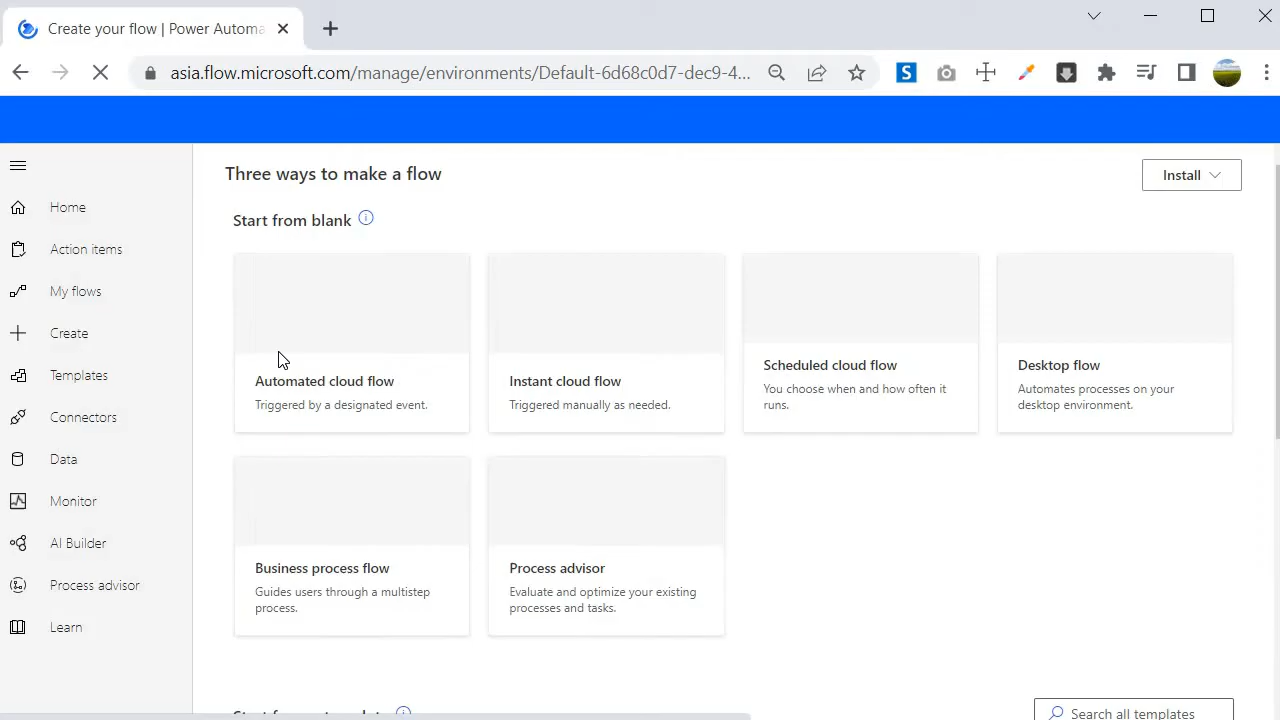 Create your flow | Power Automa
asia.flow.microsoft.com/manage/environments/Default-6d68c0d7-dec9-4...
S
Three ways to make a flow
Install
Start from blank
Home
Action items
My flows
Create
Templates
Connectors
Data
Monitor
AI Builder
Process advisor
Learn
Automated cloud flow
Triggered by a designated event.
Instant cloud flow
Triggered manually as needed.
Scheduled cloud flow
You choose when and how often it
runs.
Desktop flow
Automates processes on your
desktop environment.
Business process flow
Guides users through a multistep
process.
Process advisor
Evaluate and optimize your existing
processes and tasks.
Search all templates